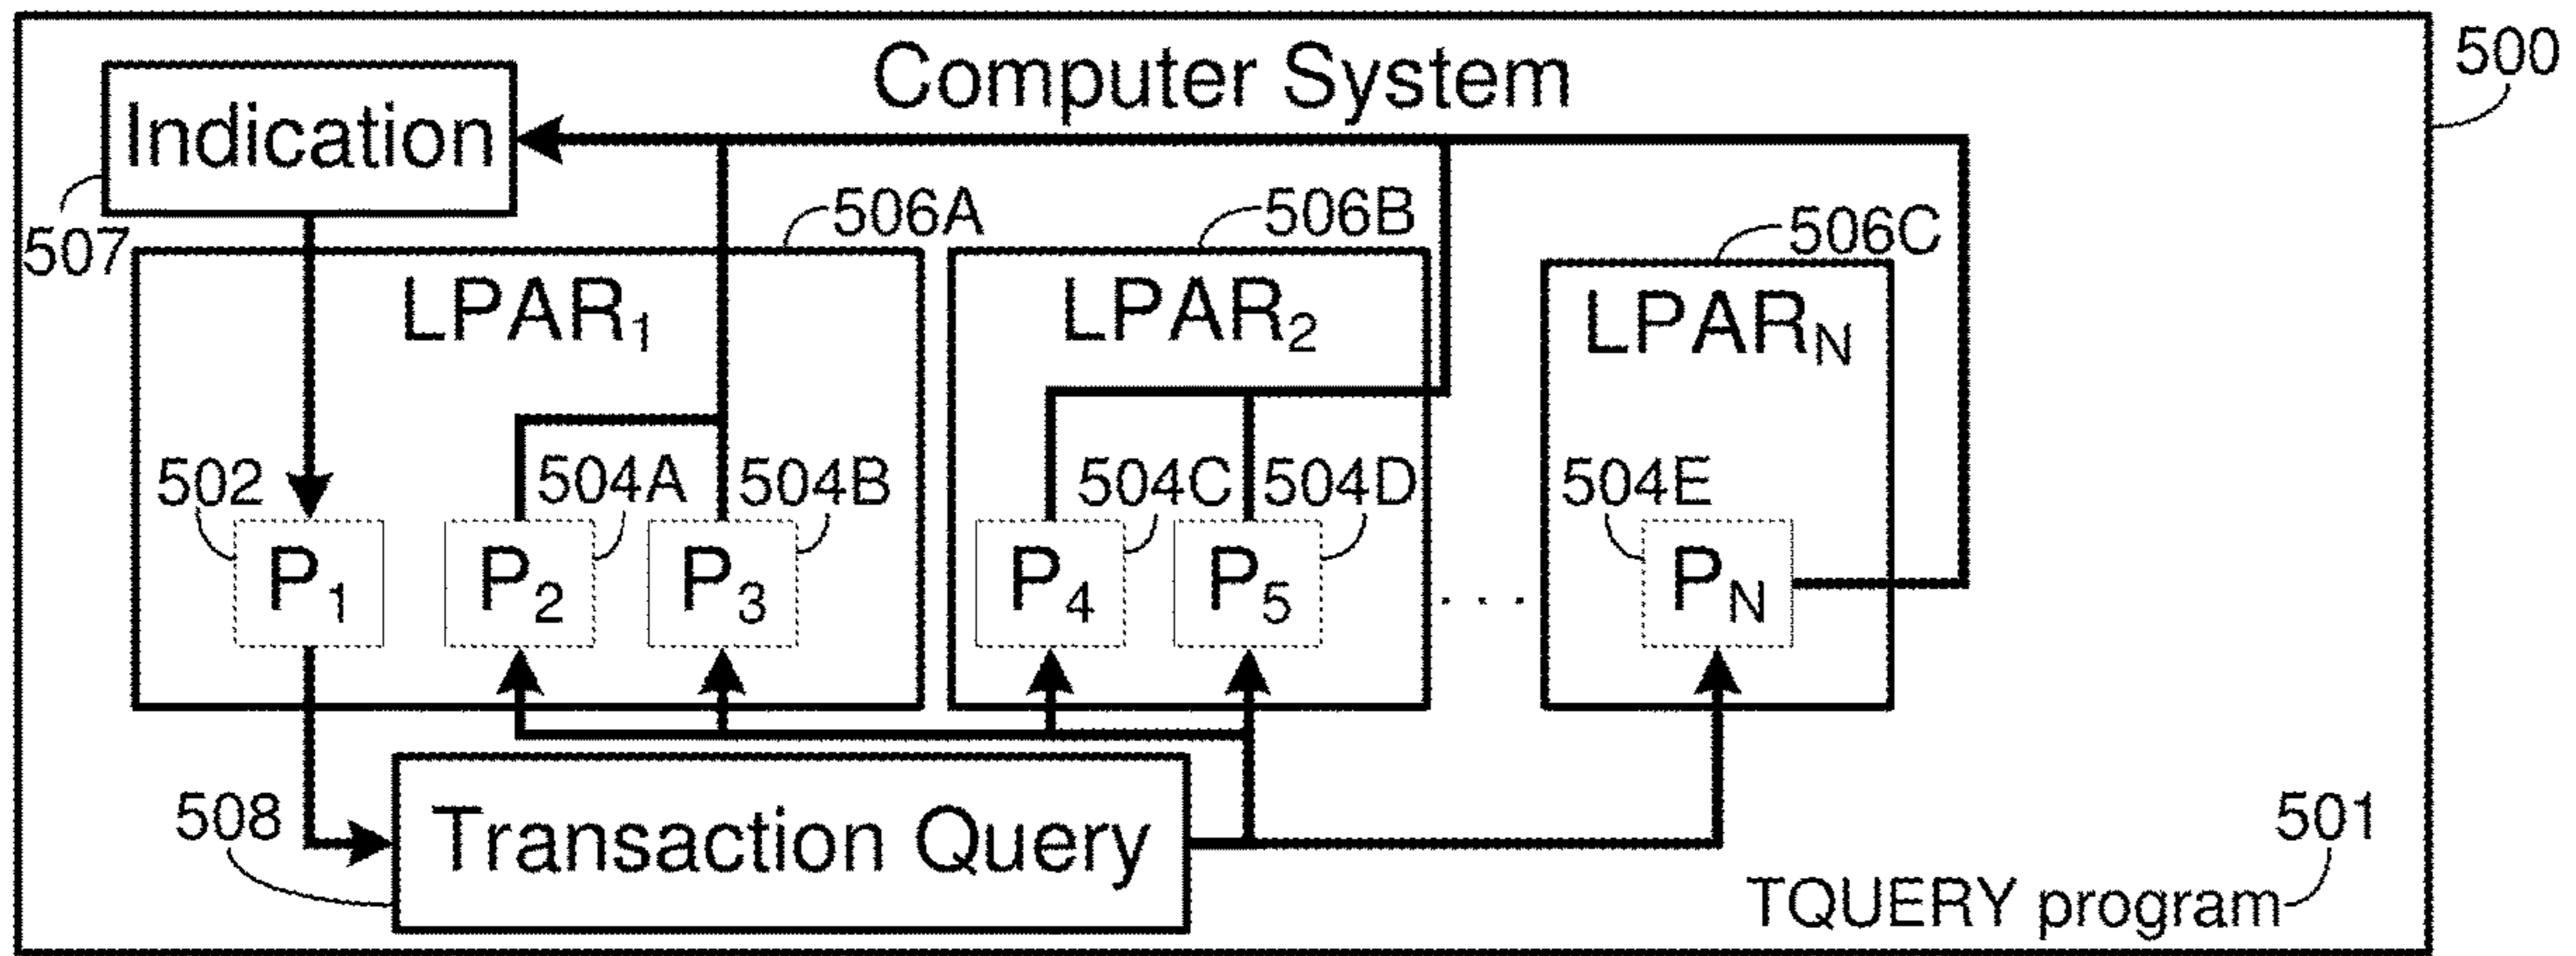 Computer System
500
Indication
507
506A
506B
506C
LPAR1
LPAR2
LPARN
502
504A
504B
504C
504D
504E
P1
P2
P3
P4
P5
. . .
PN
508
Transaction Query
501
TQUERY program